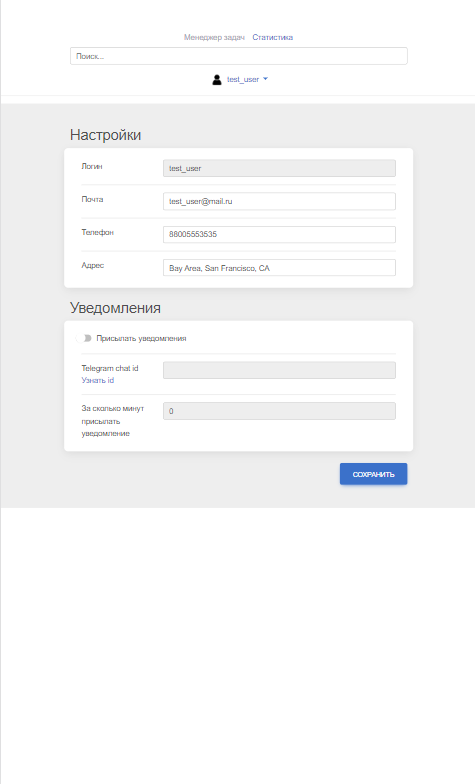 Менеджер задач · Статистика
Поиск...
test_user
Настройки
Логин test_user
Почта test_user@mail.ru
Телефон 88005553535
Адрес Bay Area, San Francisco, CA
Уведомления
Присылать уведомления
Telegram chat id
Узнать id
За сколько минут 0
присылать
уведомление
СОХРАНИТЬ